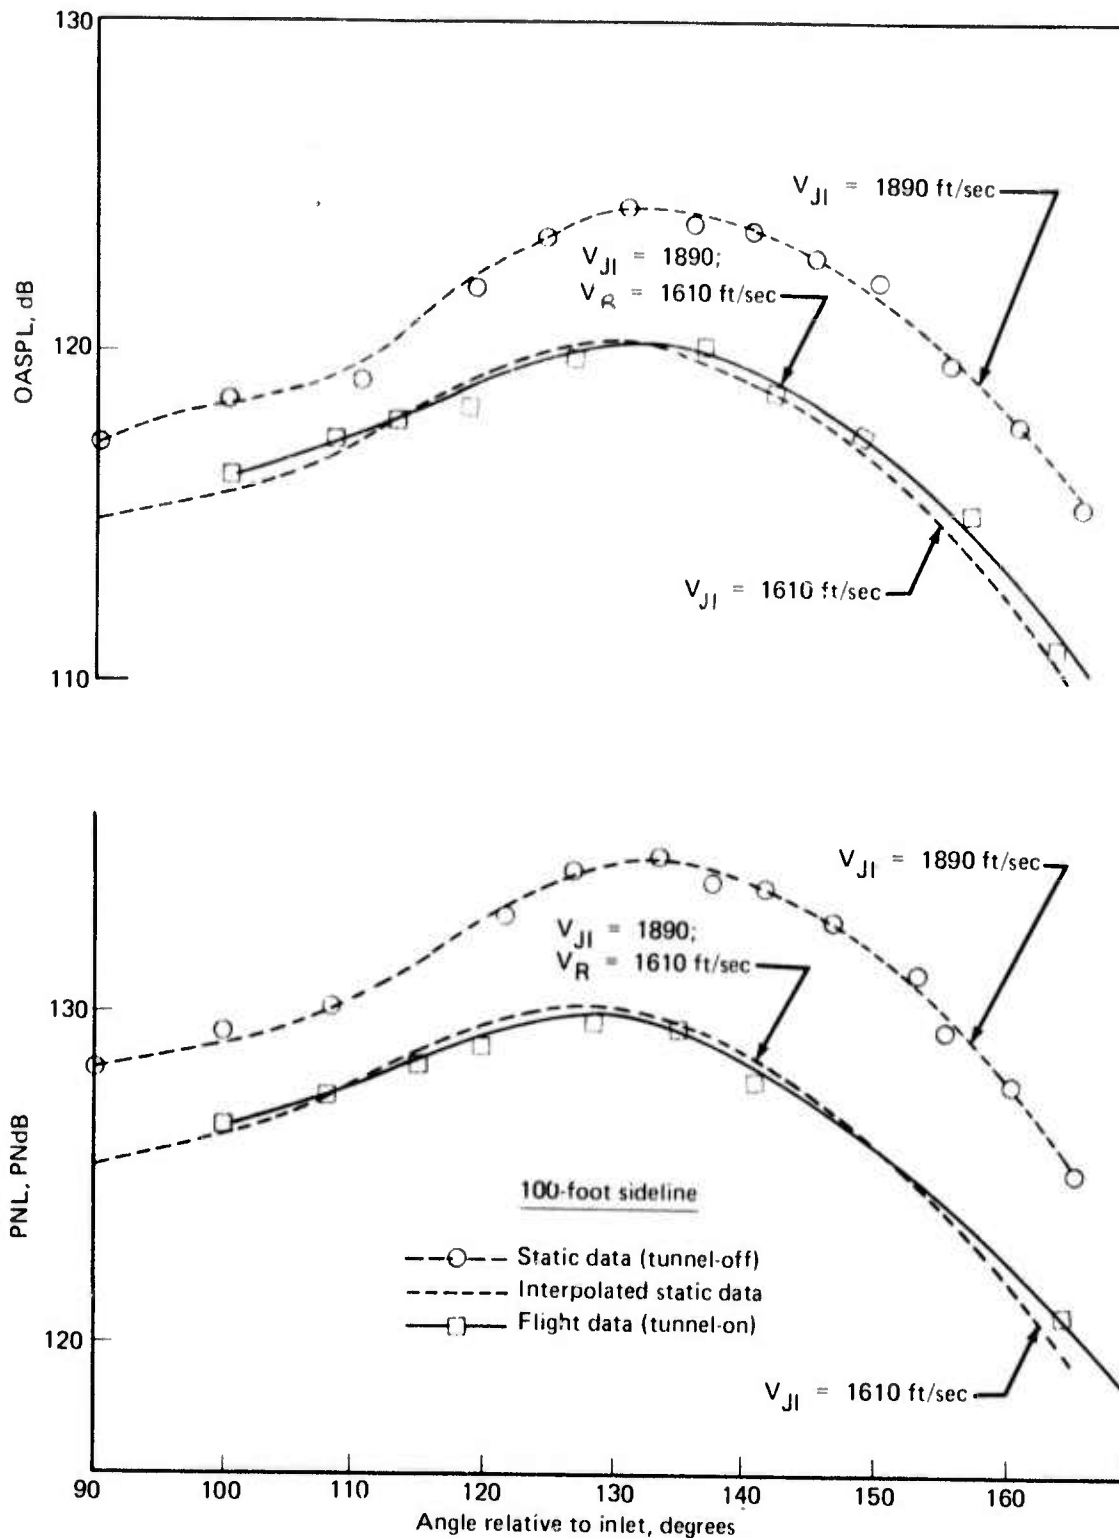 130
OASPL, dB
120
110
V_JI = 1890 ft/sec
V_JI = 1890;
V_R = 1610 ft/sec
V_JI = 1610 ft/sec
PNL, PNdB
130
120
V_JI = 1890 ft/sec
V_JI = 1890;
V_R = 1610 ft/sec
100-foot sideline
Static data (tunnel-off)
Interpolated static data
Flight data (tunnel-on)
V_JI = 1610 ft/sec
90 100 110 120 130 140 150 160
Angle relative to inlet, degrees